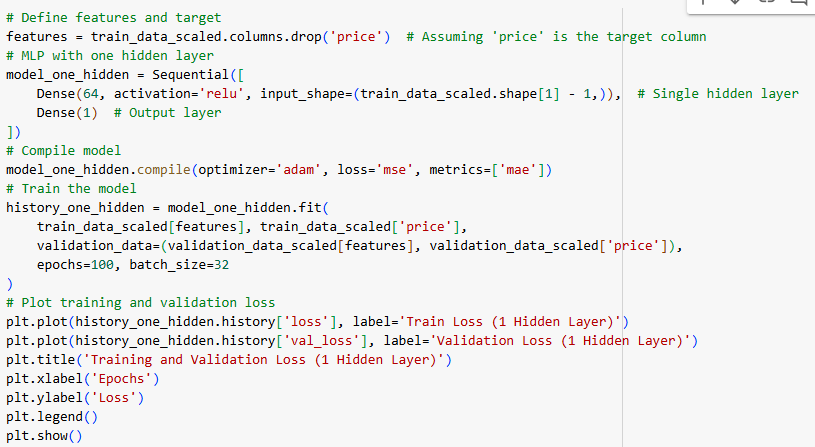 # Define features and target
features = train_data_scaled.columns.drop('price')  # Assuming 'price' is the target column
# MLP with one hidden layer
model_one_hidden = Sequential([
    Dense(64, activation='relu', input_shape=(train_data_scaled.shape[1] - 1,)),  # Single hidden layer
    Dense(1)  # Output layer
])
# Compile model
model_one_hidden.compile(optimizer='adam', loss='mse', metrics=['mae'])
# Train the model
history_one_hidden = model_one_hidden.fit(
    train_data_scaled[features], train_data_scaled['price'],
    validation_data=(validation_data_scaled[features], validation_data_scaled['price']),
    epochs=100, batch_size=32
)
# Plot training and validation loss
plt.plot(history_one_hidden.history['loss'], label='Train Loss (1 Hidden Layer)')
plt.plot(history_one_hidden.history['val_loss'], label='Validation Loss (1 Hidden Layer)')
plt.title('Training and Validation Loss (1 Hidden Layer)')
plt.xlabel('Epochs')
plt.ylabel('Loss')
plt.legend()
plt.show()